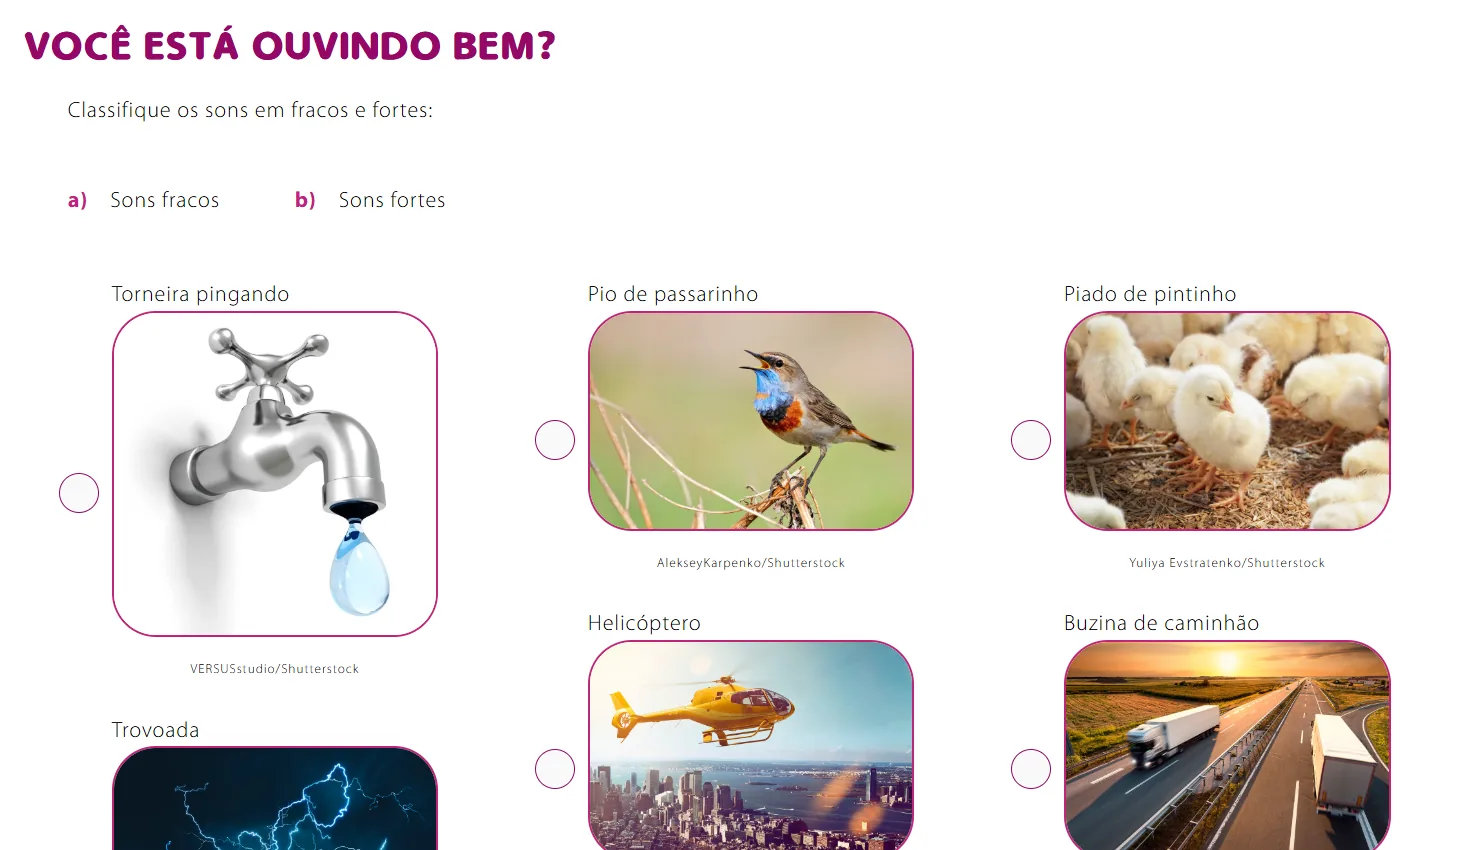 VOCÊ ESTÁ OUVINDO BEM?
Classifique os sons em fracos e fortes:
a) Sons fracos b) Sons fortes
Torneira pingando
Pio de passarinho
Piado de pintinho
AlekseyKarpenko/Shutterstock
Yuliya Evstratenko/Shutterstock
VERSUSstudio/Shutterstock
Helicóptero
Buzina de caminhão
Trovoada